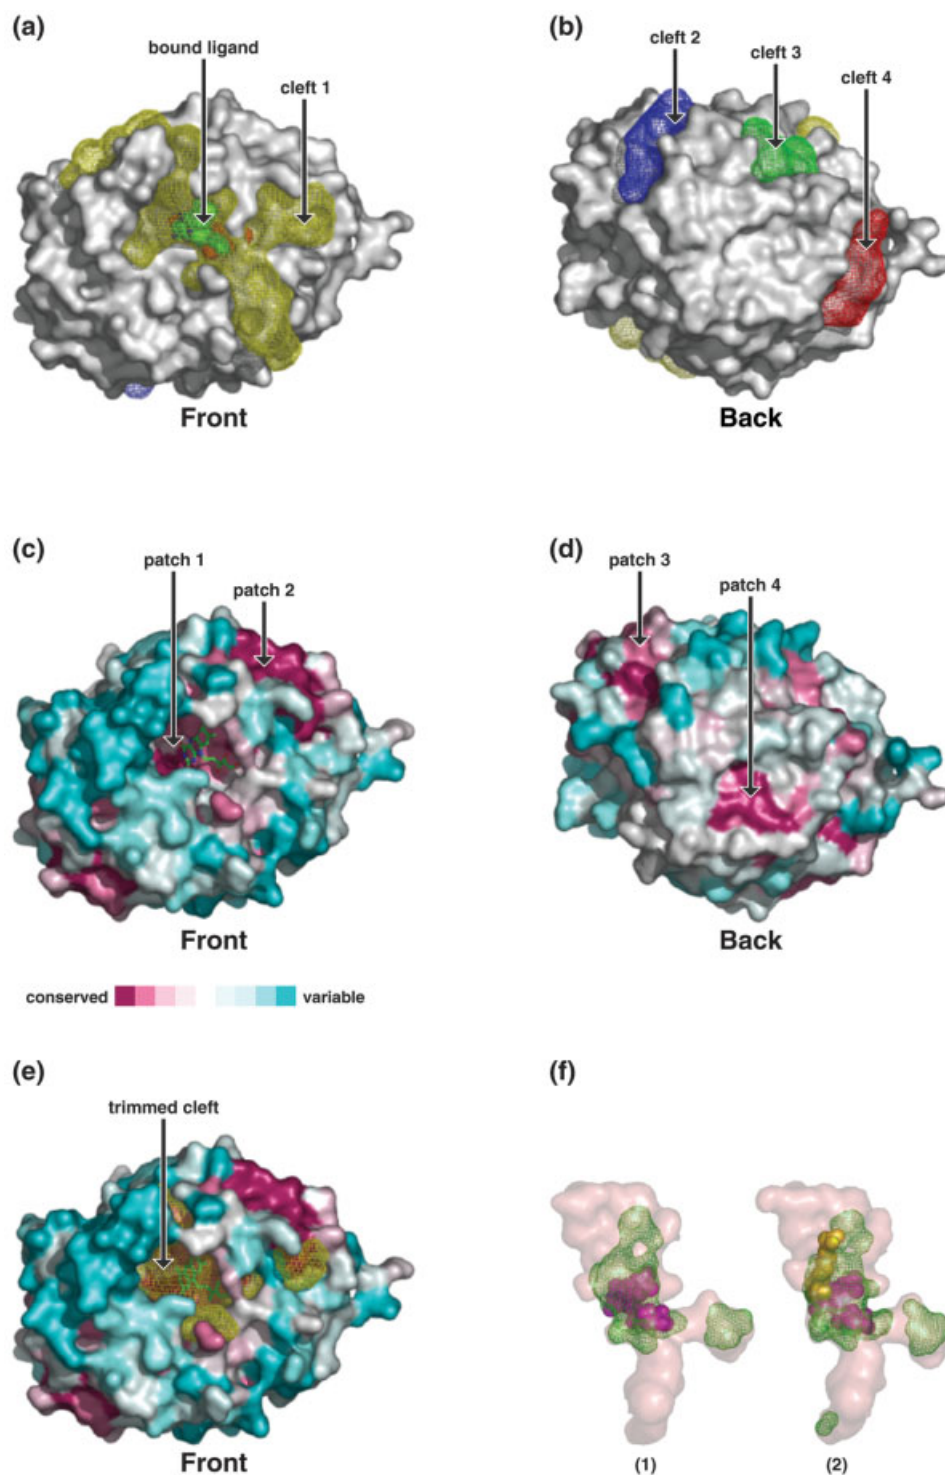 (a)
bound ligand
cleft 1
Front
(b)
cleft 2
cleft 3
cleft 4
Back
(c)
patch 1
patch 2
Front
(d)
patch 3
patch 4
Back
conserved variable
(e)
trimmed cleft
Front
(f)
(1) (2)